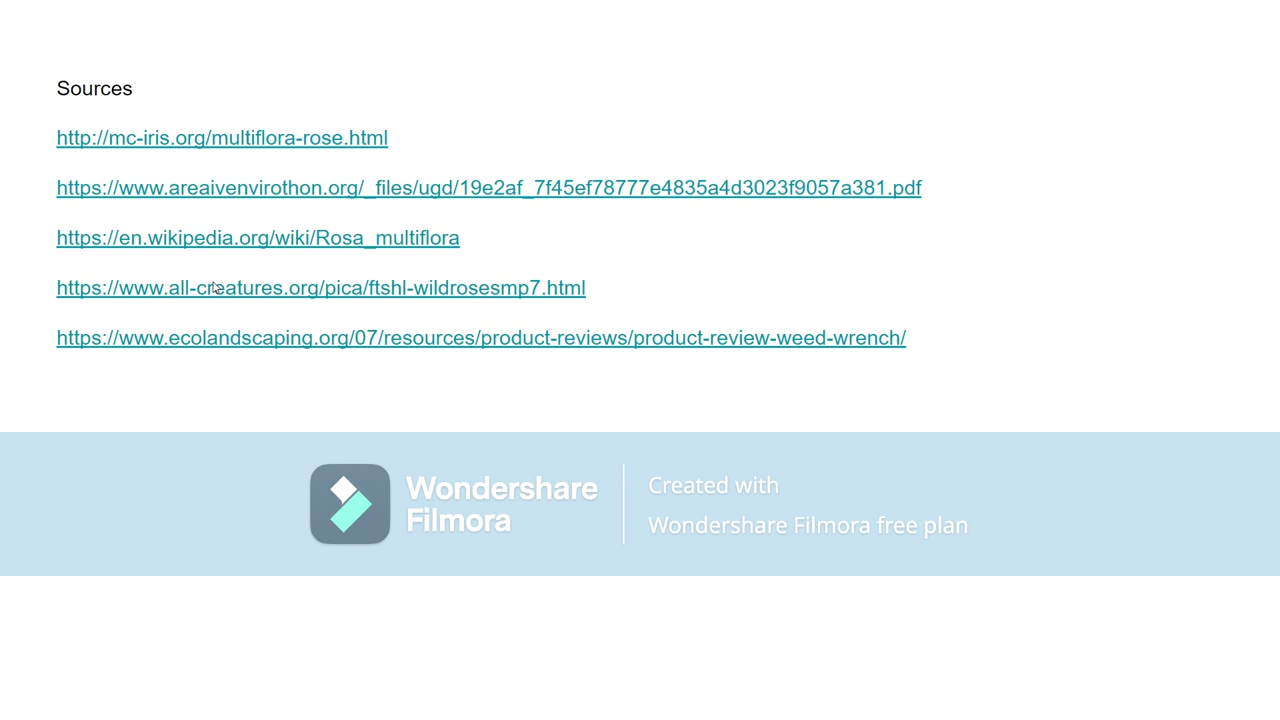 Sources
http://mc-iris.org/multiflora-rose.html
https://www.areaivenvirothon.org/_files/ugd/19e2af_7f45ef78777e4835a4d3023f9057a381.pdf
https://en.wikipedia.org/wiki/Rosa_multiflora
https://www.all-creatures.org/pica/ftshl-wildrosesmp7.html
https://www.ecolandscaping.org/07/resources/product-reviews/product-review-weed-wrench/
Wondershare
Filmora
Created with
Wondershare Filmora free plan